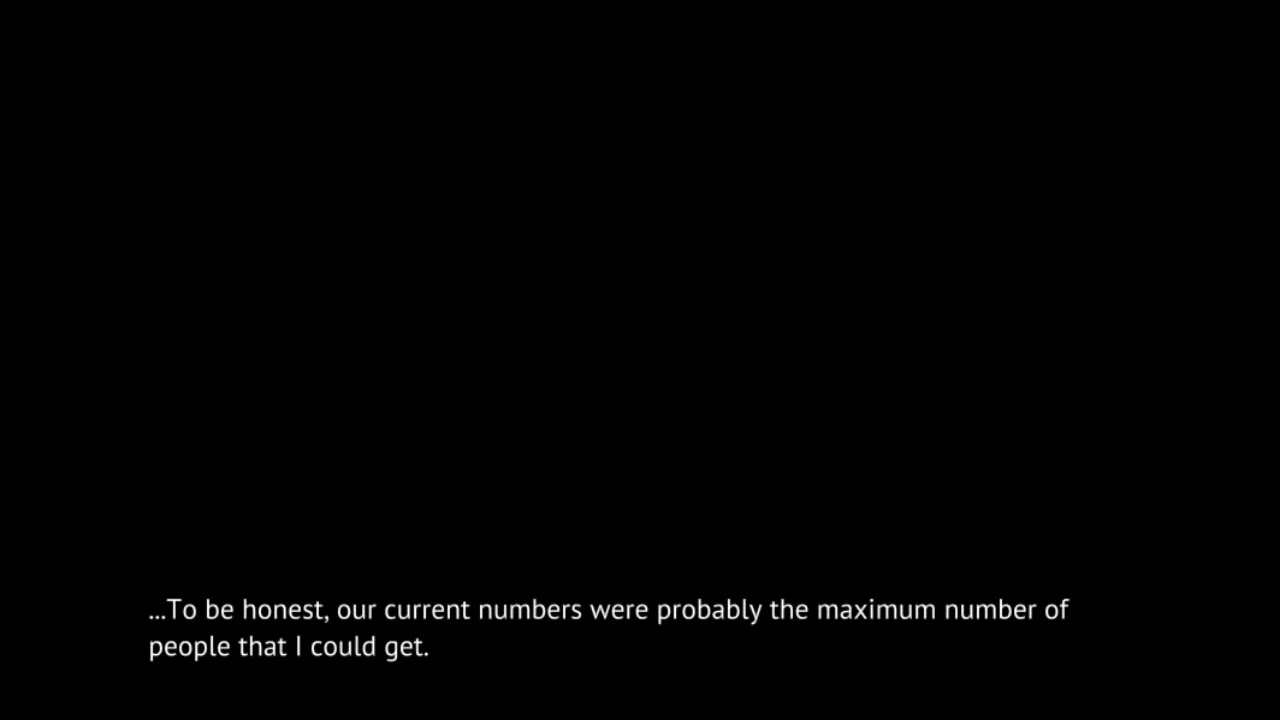 ...To be honest, our current numbers were probably the maximum number of
people that I could get.